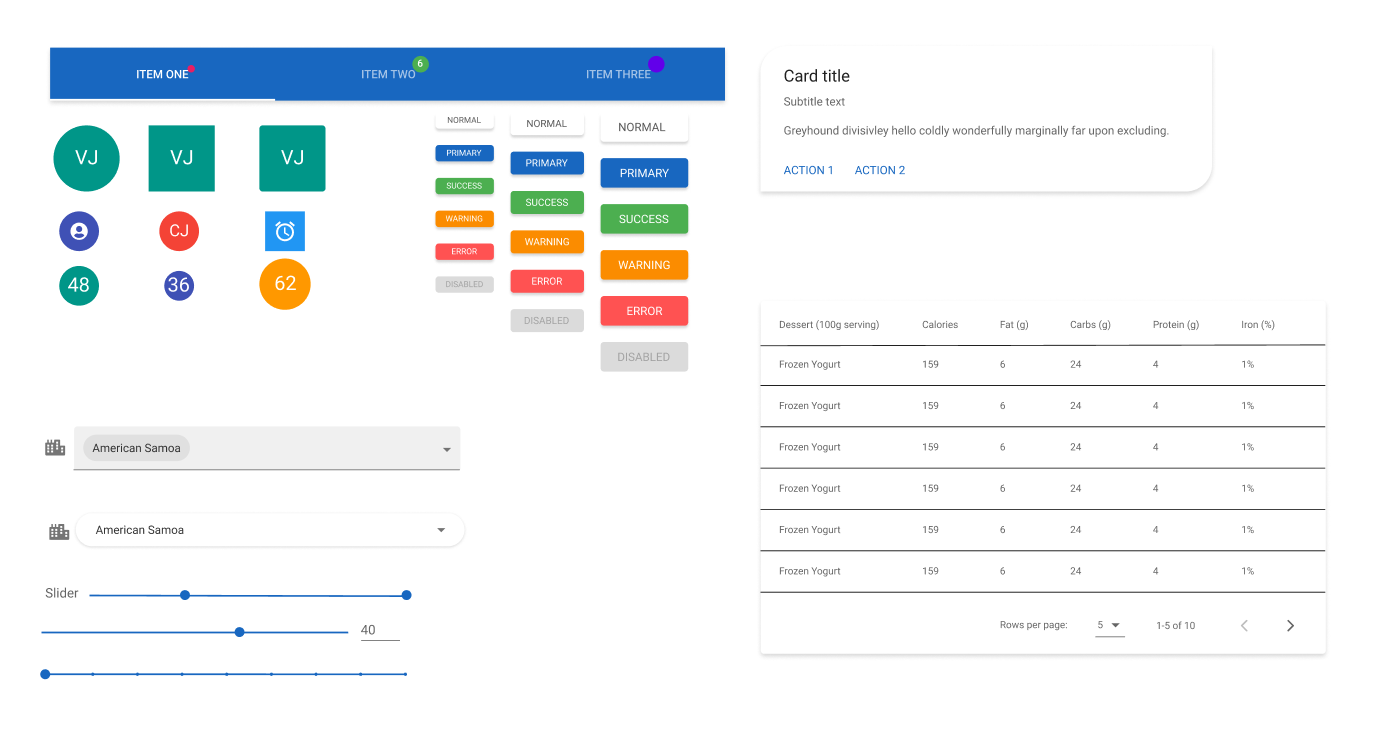 ITEM ONE
ITEM TWO
6
ITEM THREE
VJ
VJ
VJ
CJ
48
36
62
NORMAL
PRIMARY
SUCCESS
WARNING
ERROR
DISABLED
NORMAL
PRIMARY
SUCCESS
WARNING
ERROR
DISABLED
NORMAL
PRIMARY
SUCCESS
WARNING
ERROR
DISABLED
American Samoa
American Samoa
Slider
40
Card title
Subtitle text
Greyhound divisivley hello coldly wonderfully marginally far upon excluding.
ACTION 1 ACTION 2
Dessert (100g serving) Calories Fat (g) Carbs (g) Protein (g) Iron (%)
Frozen Yogurt 159 6 24 4 1%
Frozen Yogurt 159 6 24 4 1%
Frozen Yogurt 159 6 24 4 1%
Frozen Yogurt 159 6 24 4 1%
Frozen Yogurt 159 6 24 4 1%
Frozen Yogurt 159 6 24 4 1%
Rows per page: 5 1-5 of 10